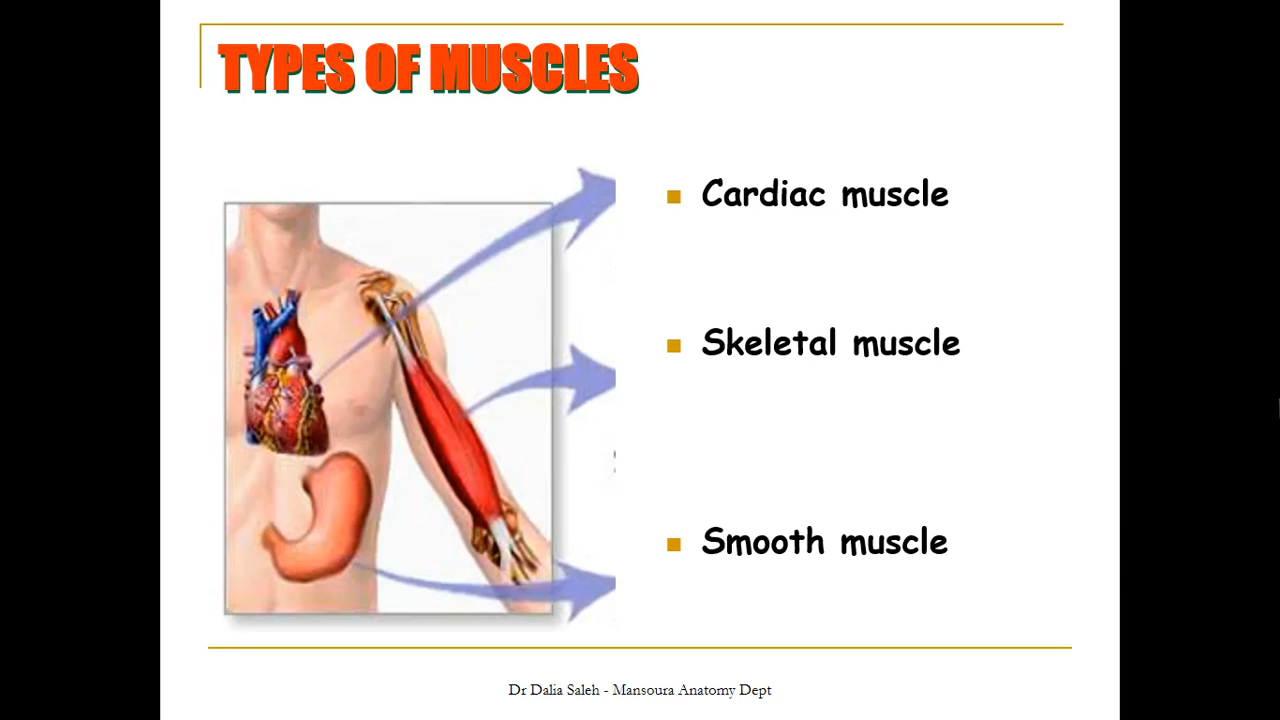 TYPES OF MUSCLES
Cardiac muscle
Skeletal muscle
Smooth muscle
Dr Dalia Saleh - Mansoura Anatomy Dept